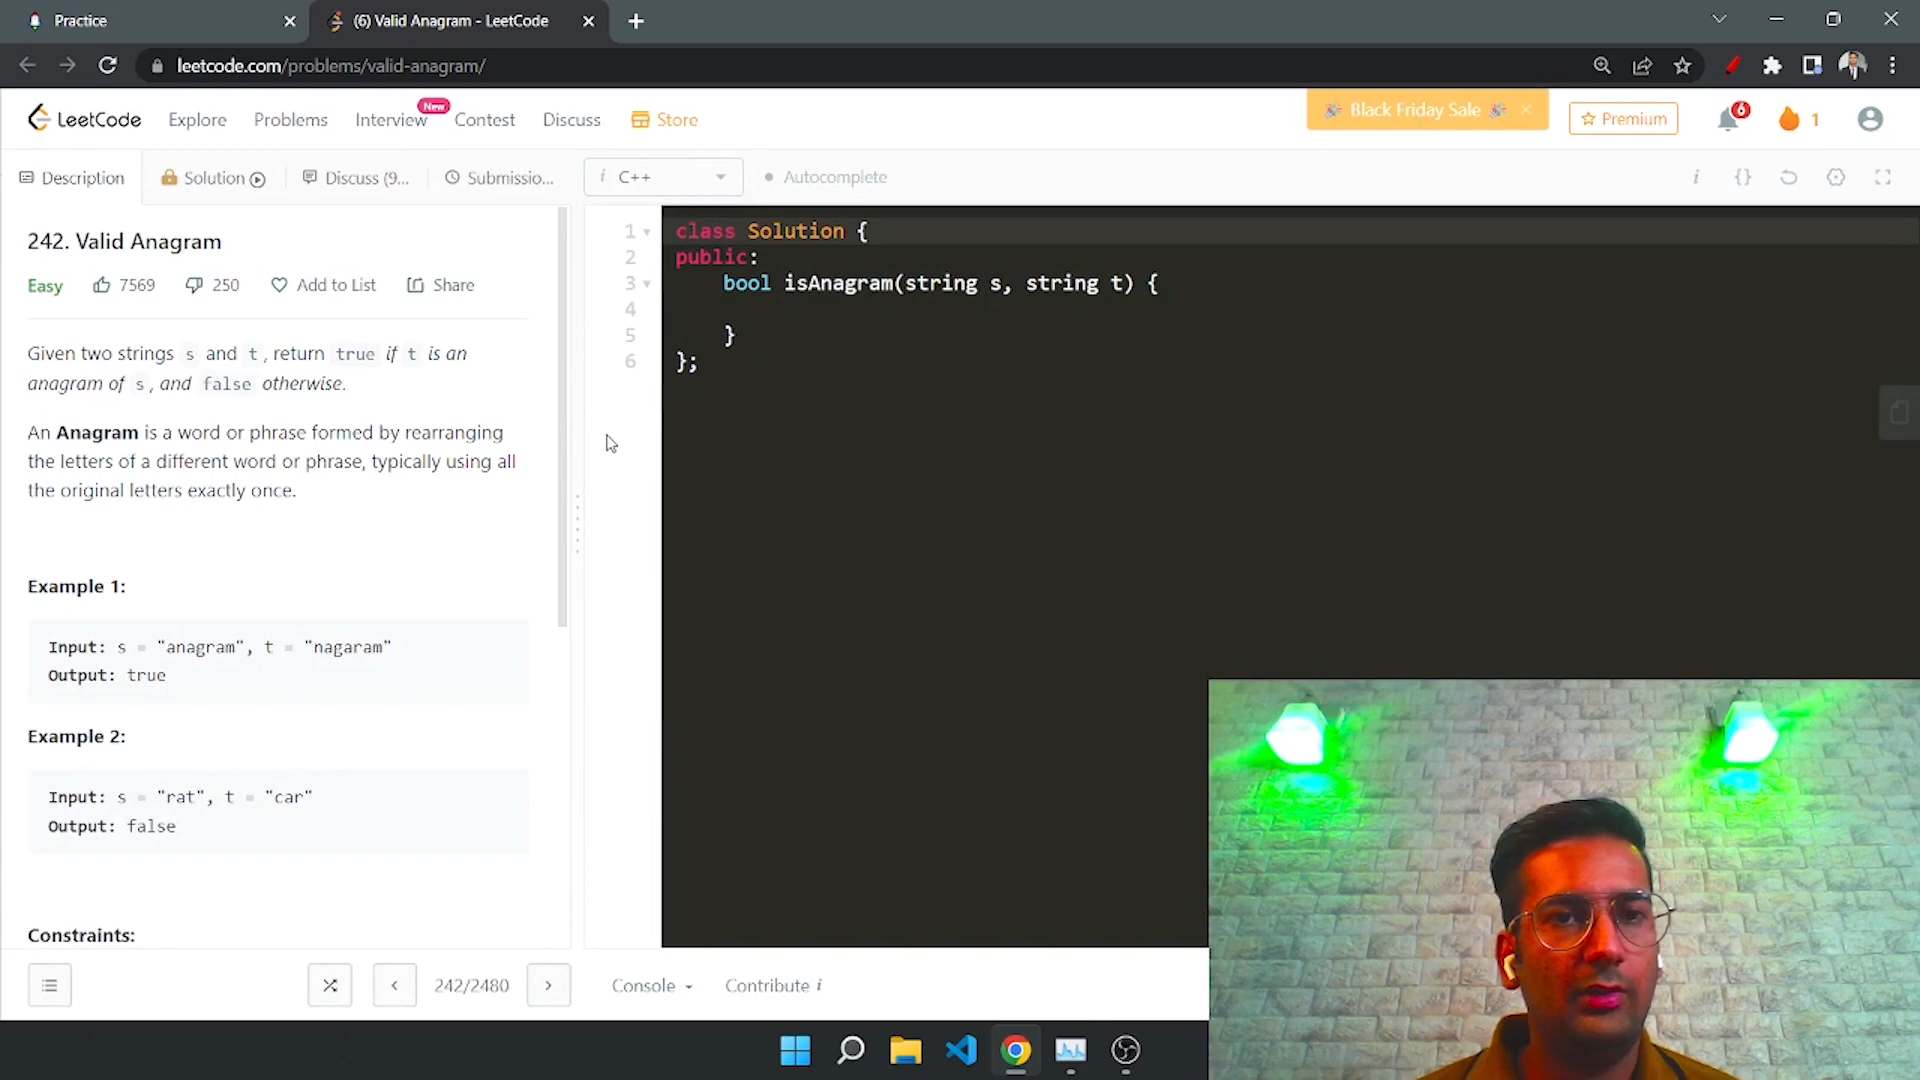 Practice
(6) Valid Anagram - LeetCode
leetcode.com/problems/valid-anagram/
LeetCode
Explore
Problems
Interview
New
Contest
Discuss
Store
Black Friday Sale
Premium
6
1
Description
Solution
Discuss (9...
Submissio...
i C++
Autocomplete
242. Valid Anagram
Easy
7569
250
Add to List
Share
Given two strings s and t, return true if t is an
anagram of s, and false otherwise.
An Anagram is a word or phrase formed by rearranging
the letters of a different word or phrase, typically using all
the original letters exactly once.
Example 1:
Input: s = "anagram", t = "nagaram"
Output: true
Example 2:
Input: s = "rat", t = "car"
Output: false
Constraints:
1 class Solution {
2 public:
3 bool isAnagram(string s, string t) {
4
5 }
6 };
242/2480
Console
Contribute i